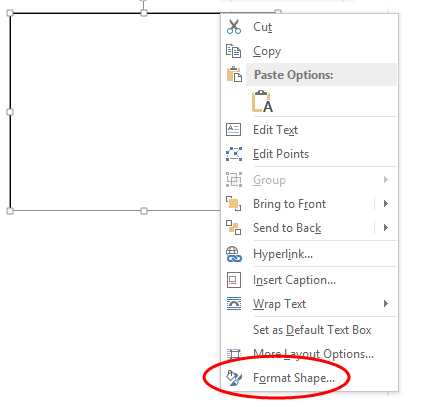 Cut
Copy
Paste Options:
A
Edit Text
Edit Points
Group
Bring to Front
Send to Back
Hyperlink...
Insert Caption...
Wrap Text
Set as Default Text Box
More Layout Options...
Format Shape...